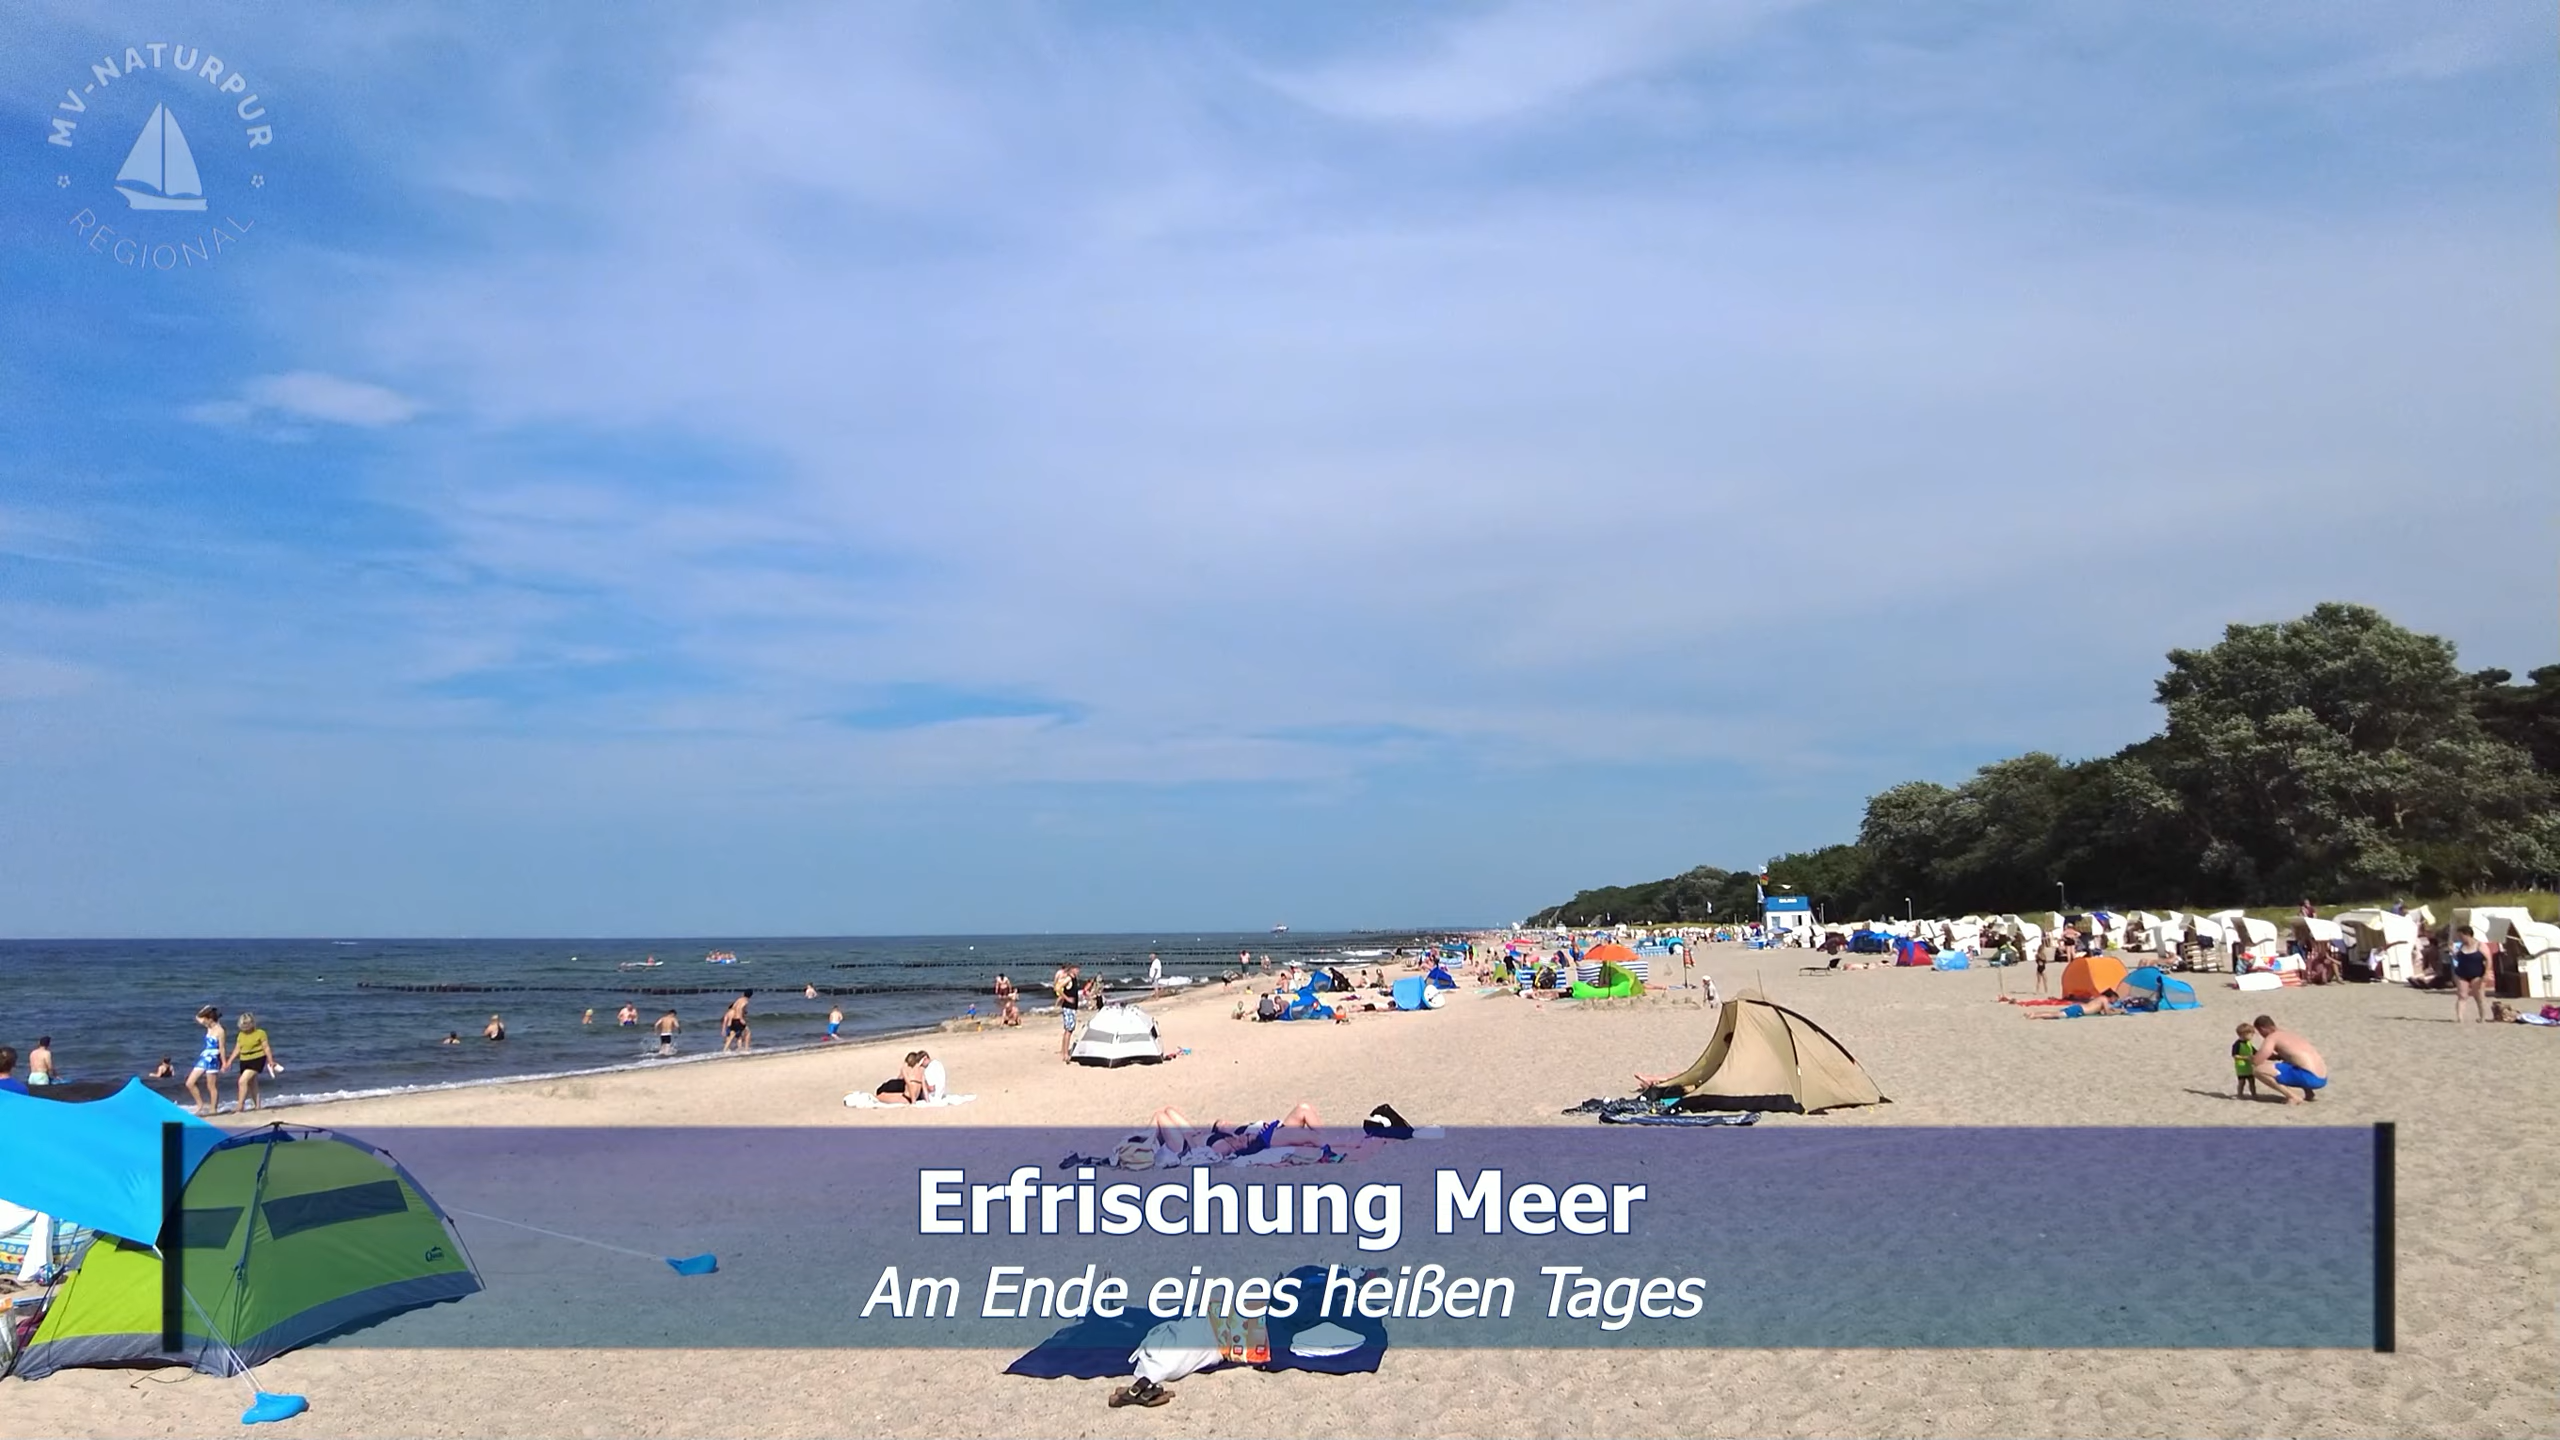 MV-NATURPUR
REGIONAL
Erfrischung Meer
Am Ende eines heißen Tages